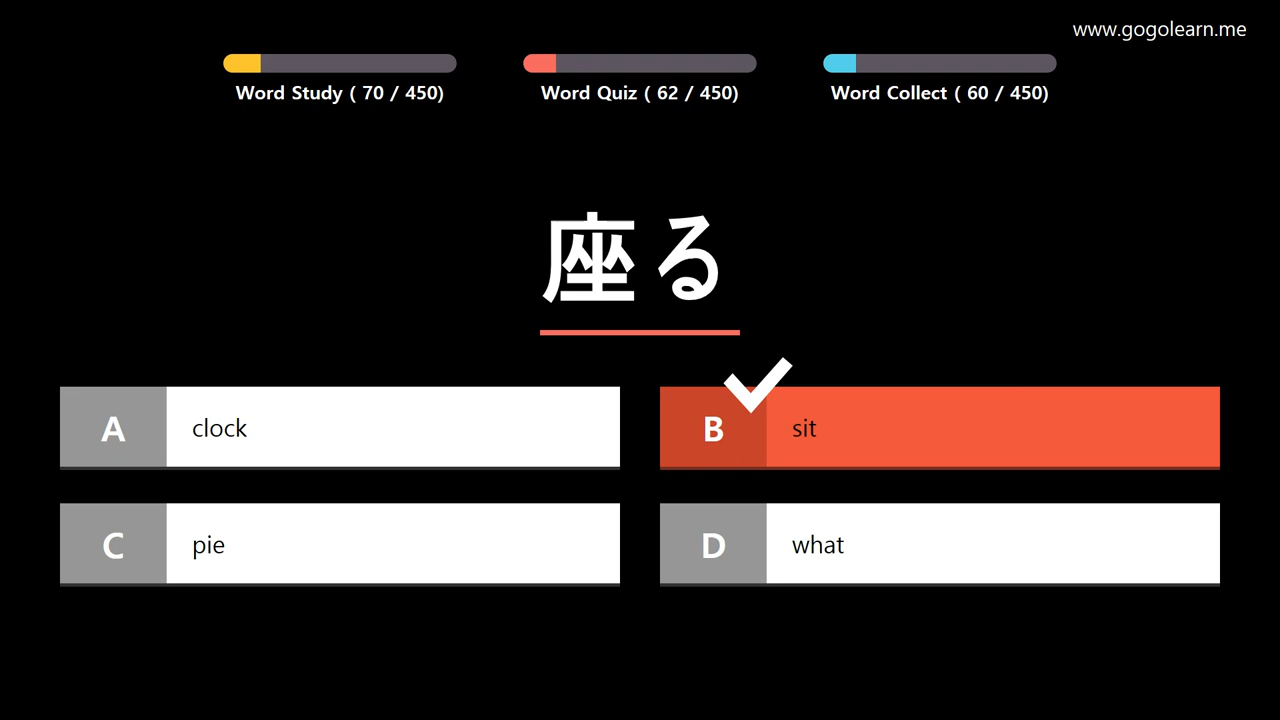 www.gogolearn.me
Word Study ( 70 / 450)
Word Quiz ( 62 / 450)
Word Collect ( 60 / 450)
座る
A clock
B sit
C pie
D what